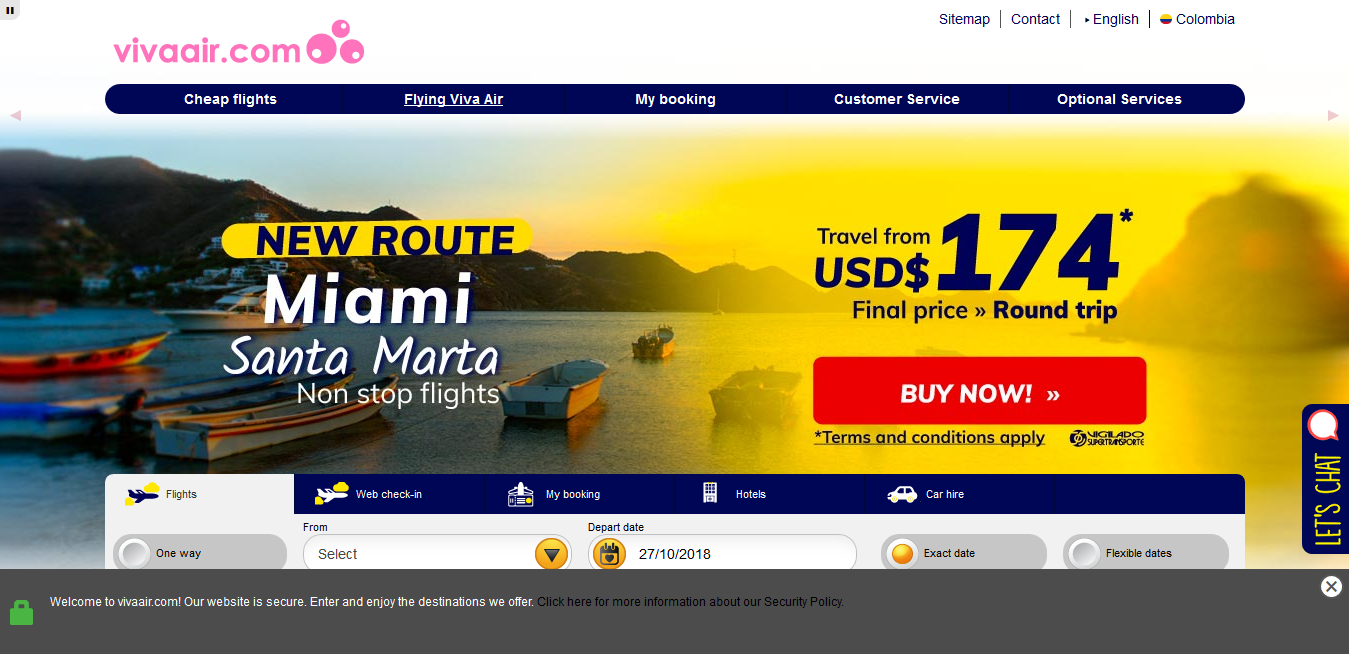 Sitemap
Contact
English
Colombia
vivaair.com
Cheap flights
Flying Viva Air
My booking
Customer Service
Optional Services
NEW ROUTE
Miami
Santa Marta
Non stop flights
Travel from
USD$174*
Final price » Round trip
BUY NOW! »
*Terms and conditions apply
VIGILADO
SUPERTRANSPORTE
LET'S CHAT
Flights
Web check-in
My booking
Hotels
Car hire
From
Depart date
One way
Select
27/10/2018
Exact date
Flexible dates
Welcome to vivaair.com! Our website is secure. Enter and enjoy the destinations we offer. Click here for more information about our Security Policy.